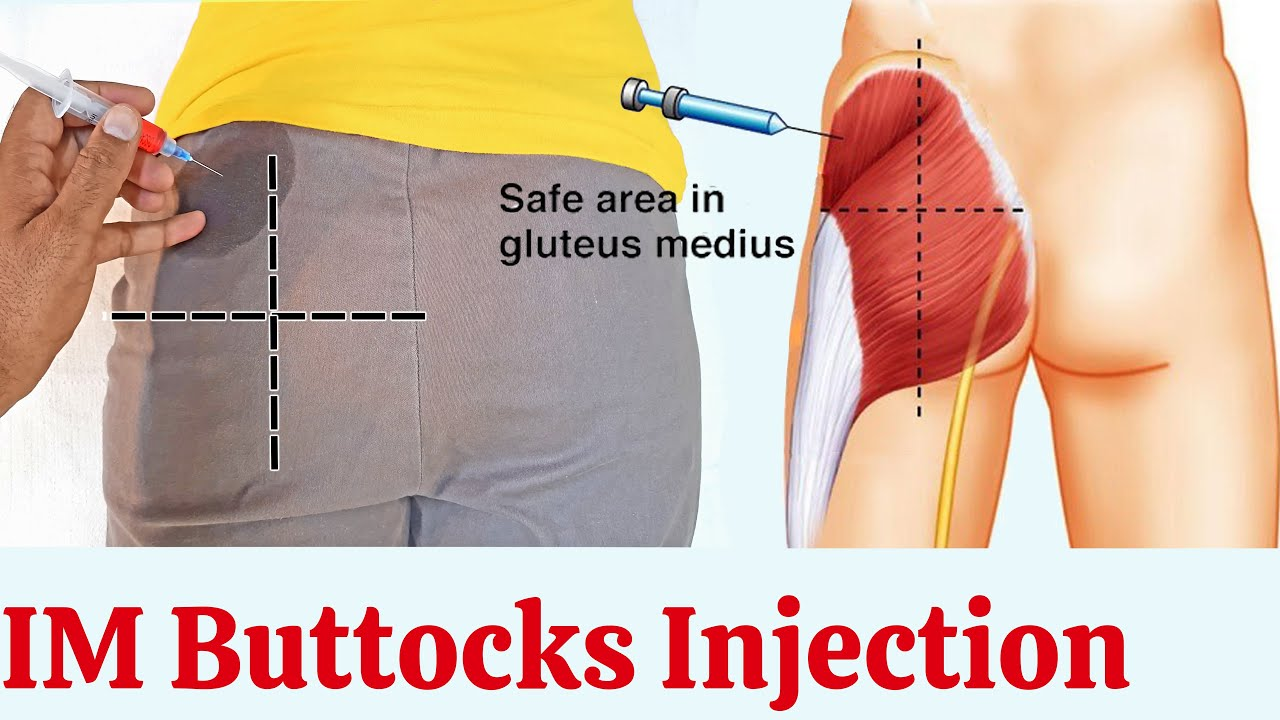 Safe area in
gluteus medius
IM Buttocks Injection